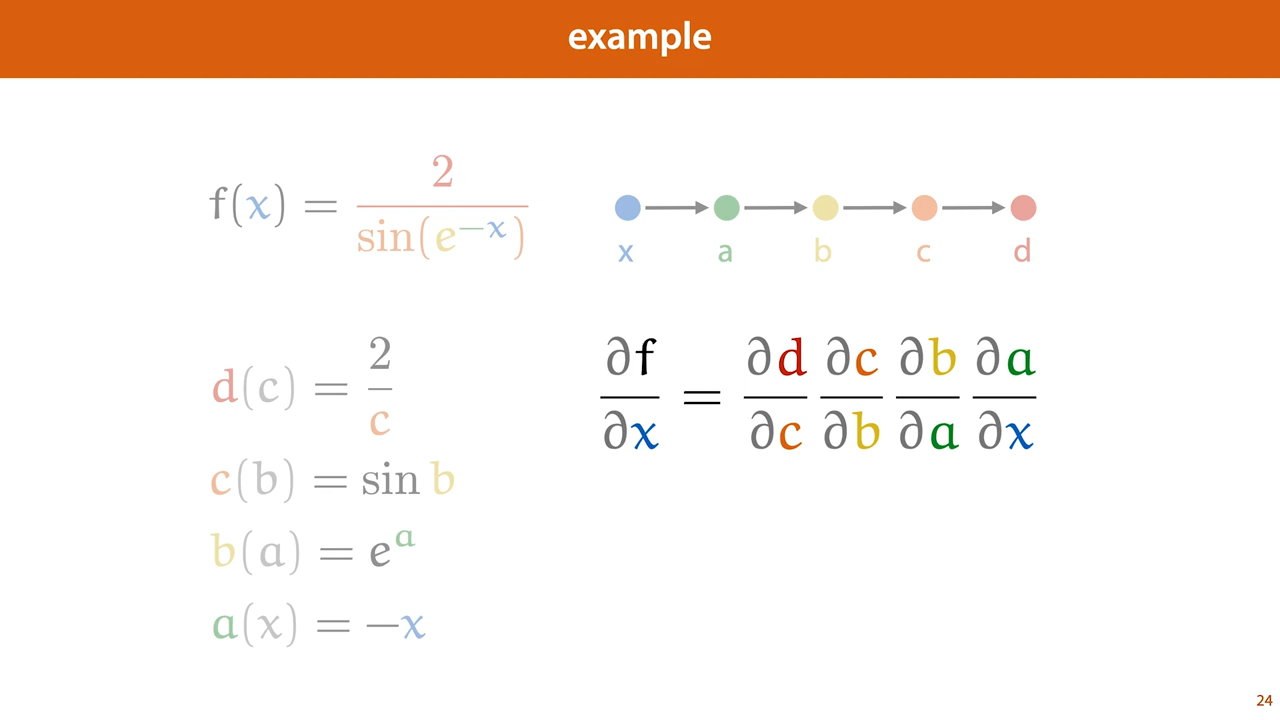 example
f(x) = 2 / sin(e^−x)
x a b c d
d(c) = 2 / c
c(b) = sin b
b(a) = e^a
a(x) = −x
∂f/∂x = ∂d/∂c ∂c/∂b ∂b/∂a ∂a/∂x
24